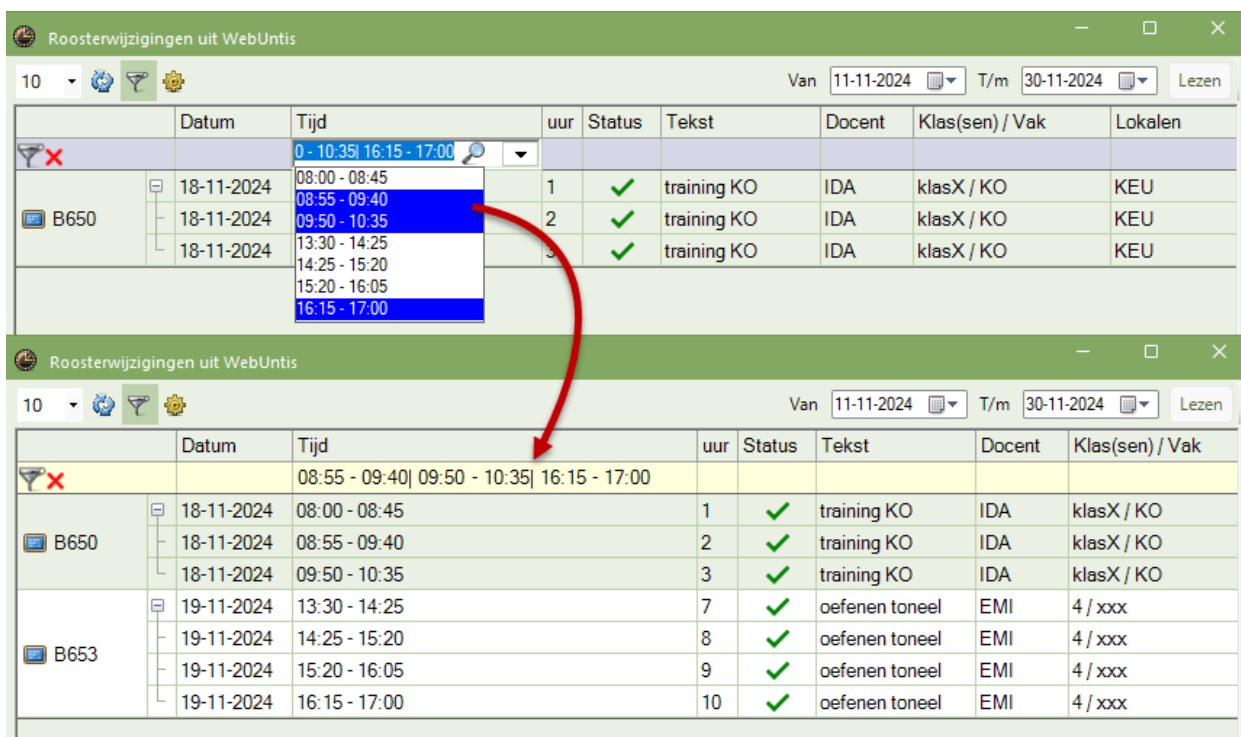 Roosterwijzigingen uit WebUntis
10 Van 11-11-2024 T/m 30-11-2024 Lezen
Datum Tijd uur Status Tekst Docent Klas(sen) / Vak Lokalen
0 - 10:35| 16:15 - 17:00
08:00 - 08:45
08:55 - 09:40
09:50 - 10:35
13:30 - 14:25
14:25 - 15:20
15:20 - 16:05
16:15 - 17:00
B650
18-11-2024 1 training KO IDA klasX / KO KEU
18-11-2024 2 training KO IDA klasX / KO KEU
18-11-2024 training KO IDA klasX / KO KEU
Roosterwijzigingen uit WebUntis
10 Van 11-11-2024 T/m 30-11-2024 Lezen
Datum Tijd uur Status Tekst Docent Klas(sen) / Vak
08:55 - 09:40| 09:50 - 10:35| 16:15 - 17:00
B650
18-11-2024 08:00 - 08:45 1 training KO IDA klasX / KO
18-11-2024 08:55 - 09:40 2 training KO IDA klasX / KO
18-11-2024 09:50 - 10:35 3 training KO IDA klasX / KO
B653
19-11-2024 13:30 - 14:25 7 oefenen toneel EMI 4 / xxx
19-11-2024 14:25 - 15:20 8 oefenen toneel EMI 4 / xxx
19-11-2024 15:20 - 16:05 9 oefenen toneel EMI 4 / xxx
19-11-2024 16:15 - 17:00 10 oefenen toneel EMI 4 / xxx